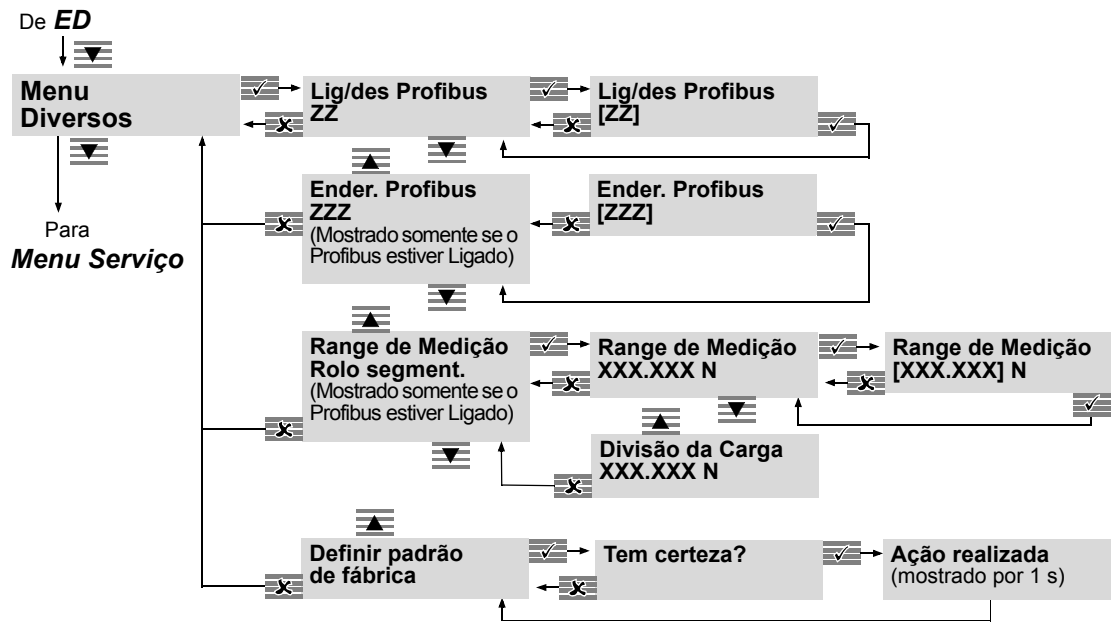 De ED
Menu
Diversos
Para
Menu Serviço
Lig/des Profibus
ZZ
Lig/des Profibus
[ZZ]
Ender. Profibus
ZZZ
(Mostrado somente se o
Profibus estiver Ligado)
Ender. Profibus
[ZZZ]
Range de Medição
Rolo segment.
(Mostrado somente se o
Profibus estiver Ligado)
Range de Medição
XXX.XXX N
Range de Medição
[XXX.XXX] N
Divisão da Carga
XXX.XXX N
Definir padrão
de fábrica
Tem certeza?
Ação realizada
(mostrado por 1 s)